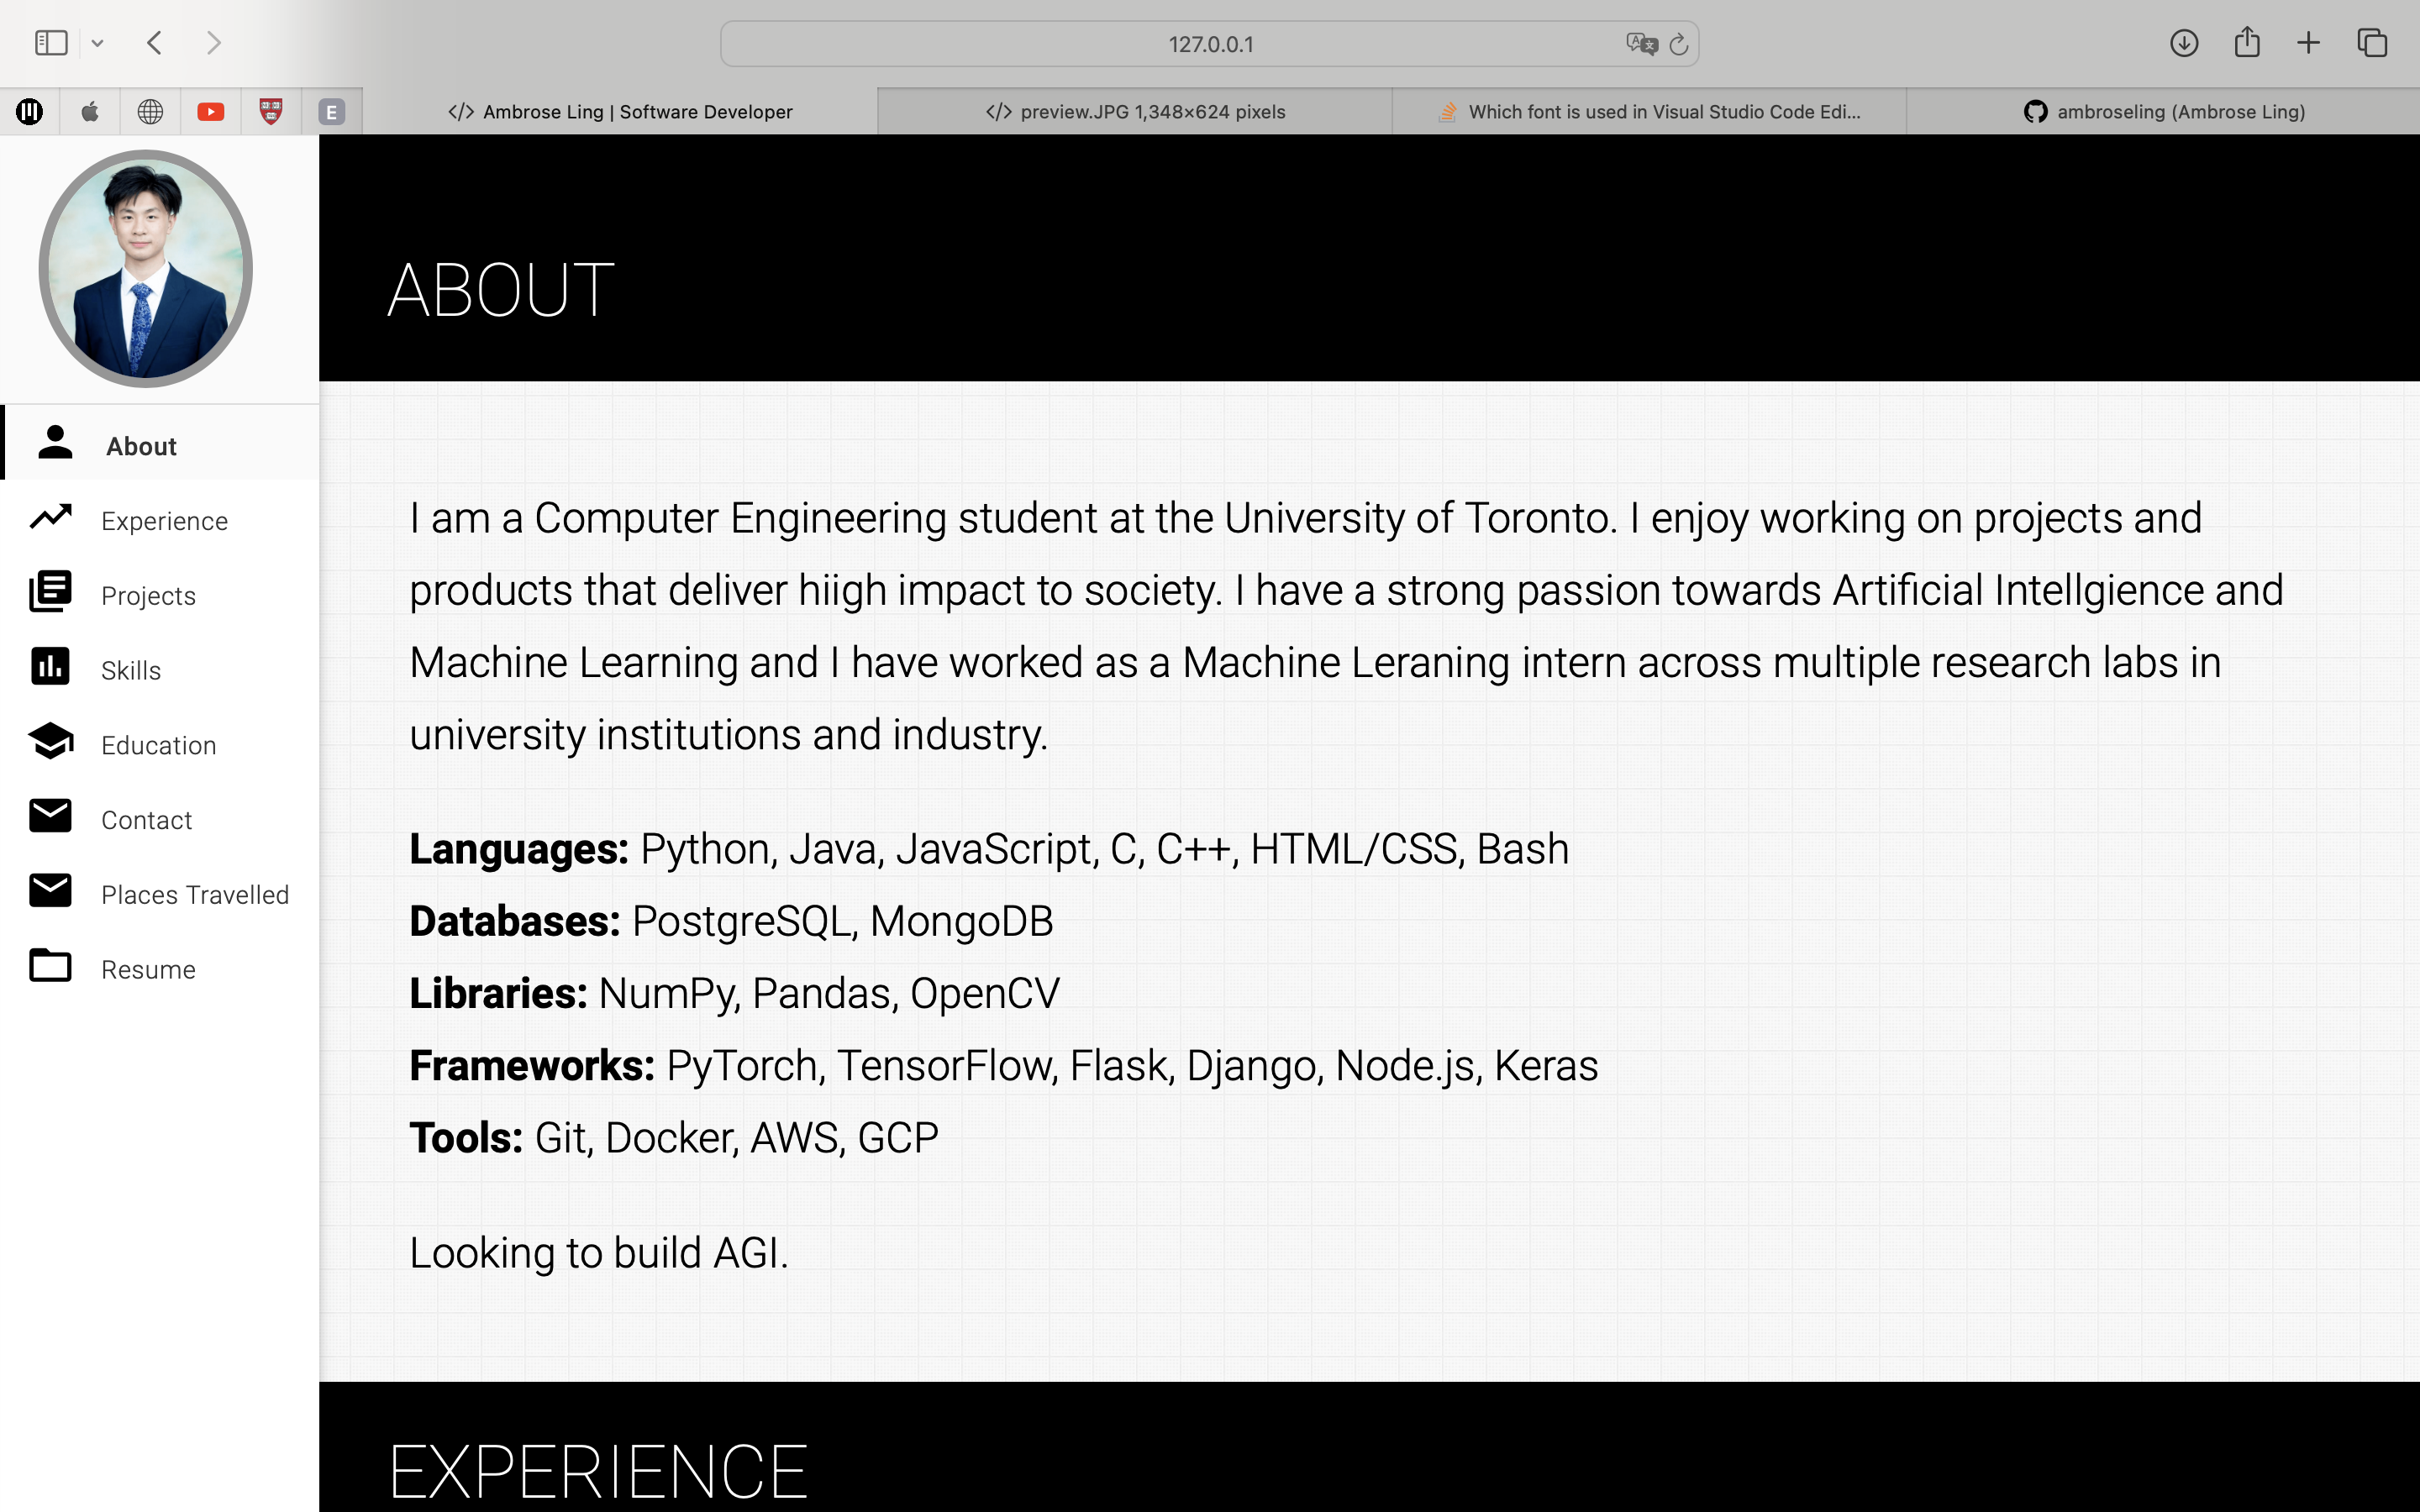 127.0.0.1
E
</> Ambrose Ling | Software Developer
</> preview.JPG 1,348×624 pixels
Which font is used in Visual Studio Code Edi...
ambroseling (Ambrose Ling)
About
Experience
Projects
Skills
Education
Contact
Places Travelled
Resume
ABOUT
I am a Computer Engineering student at the University of Toronto. I enjoy working on projects and
products that deliver hiigh impact to society. I have a strong passion towards Artificial Intellgience and
Machine Learning and I have worked as a Machine Leraning intern across multiple research labs in
university institutions and industry.
Languages: Python, Java, JavaScript, C, C++, HTML/CSS, Bash
Databases: PostgreSQL, MongoDB
Libraries: NumPy, Pandas, OpenCV
Frameworks: PyTorch, TensorFlow, Flask, Django, Node.js, Keras
Tools: Git, Docker, AWS, GCP
Looking to build AGI.
EXPERIENCE